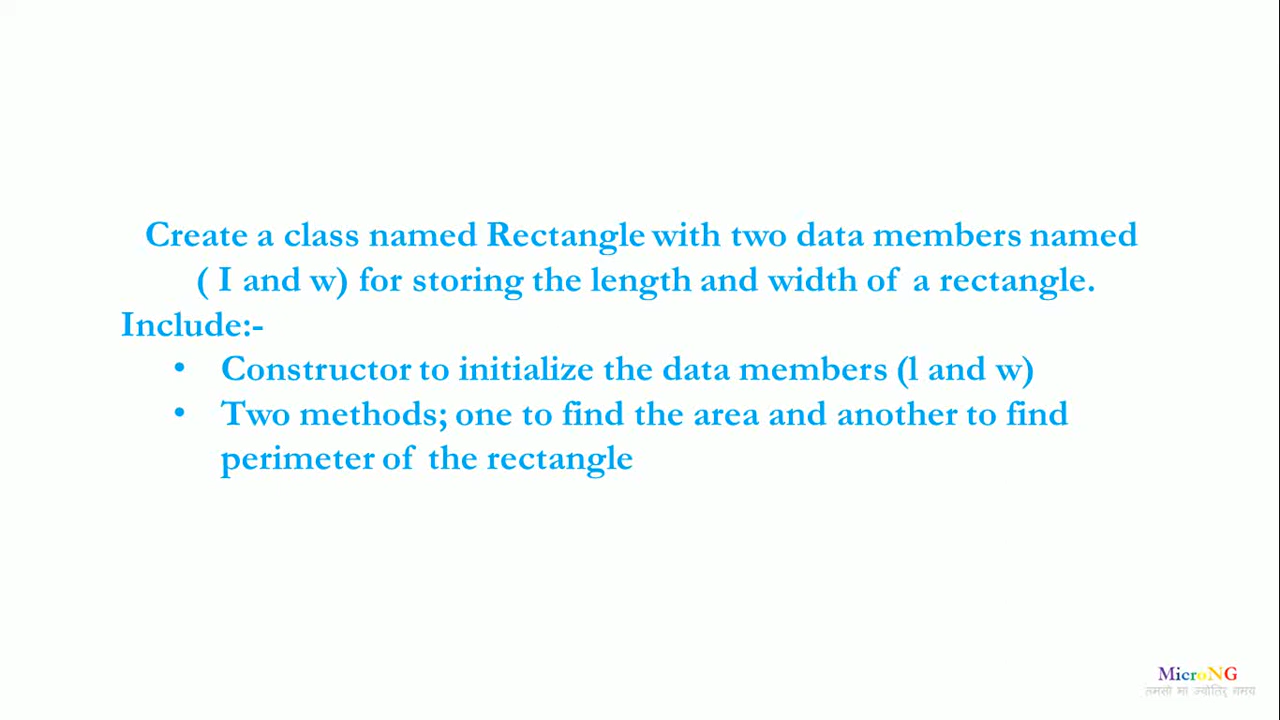 Create a class named Rectangle with two data members named
( I and w) for storing the length and width of a rectangle.
Include:-
• Constructor to initialize the data members (l and w)
• Two methods; one to find the area and another to find
perimeter of the rectangle
MicroNG
तमसो मा ज्योतिर् गमय